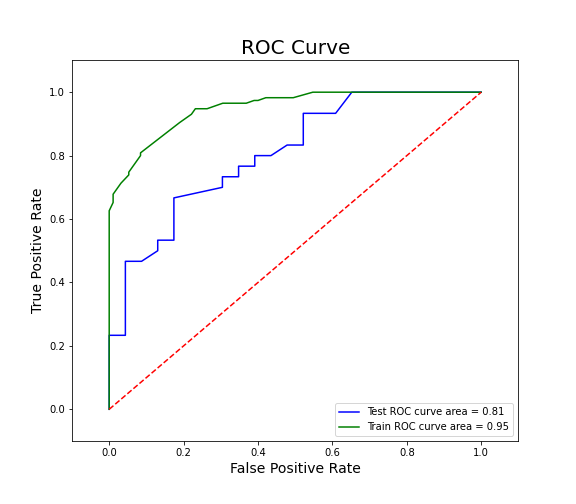 ROC Curve
True Positive Rate
1.0
0.8
0.6
0.4
0.2
0.0
0.0 0.2 0.4 0.6 0.8 1.0
False Positive Rate
Test ROC curve area = 0.81
Train ROC curve area = 0.95